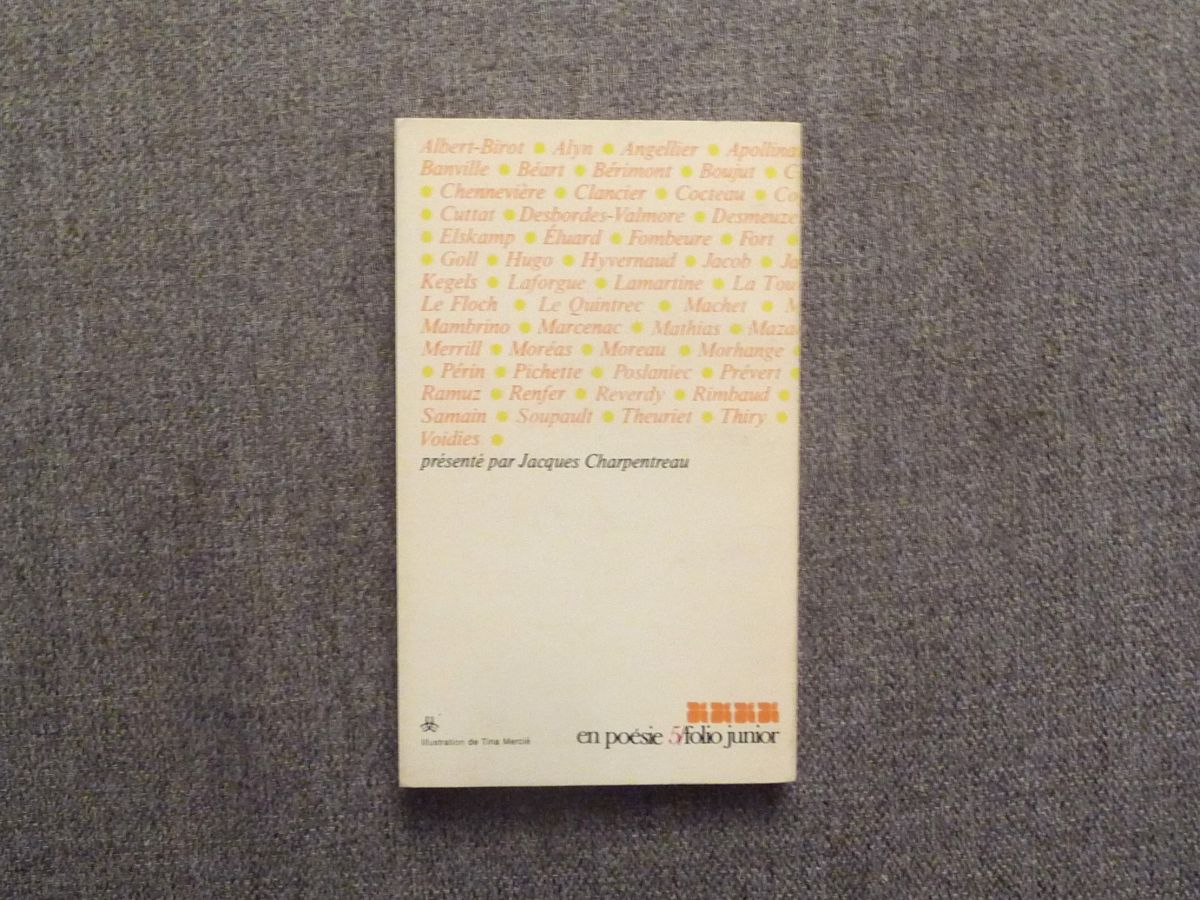 Albert-Birot • Alyn • Angellier • Apollina
Banville • Béart • Bérimont • Boujut • C
• Chennevière • Clancier • Cocteau • Co
• Cuttat • Desbordes-Valmore • Desmeuze
• Elskamp • Éluard • Fombeure • Fort •
• Goll • Hugo • Hyvernaud • Jacob • Ja
Kegels • Laforgue • Lamartine • La Tou
Le Floch • Le Quintrec • Machet • M
Mambrino • Marcenac • Mathias • Maza
Merrill • Moréas • Moreau • Morhange •
• Périn • Pichette • Poslaniec • Prévert •
Ramuz • Renfer • Reverdy • Rimbaud •
Samain • Soupault • Theuriet • Thiry •
Voidies •
présenté par Jacques Charpentreau
Illustration de Tina Mercié
en poésie 5/folio junior